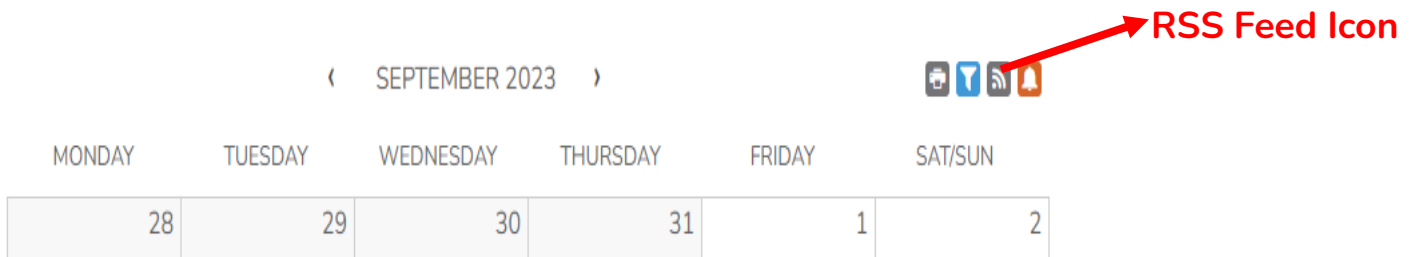 RSS Feed Icon
‹ SEPTEMBER 2023 ›
MONDAY TUESDAY WEDNESDAY THURSDAY FRIDAY SAT/SUN
28 29 30 31 1 2